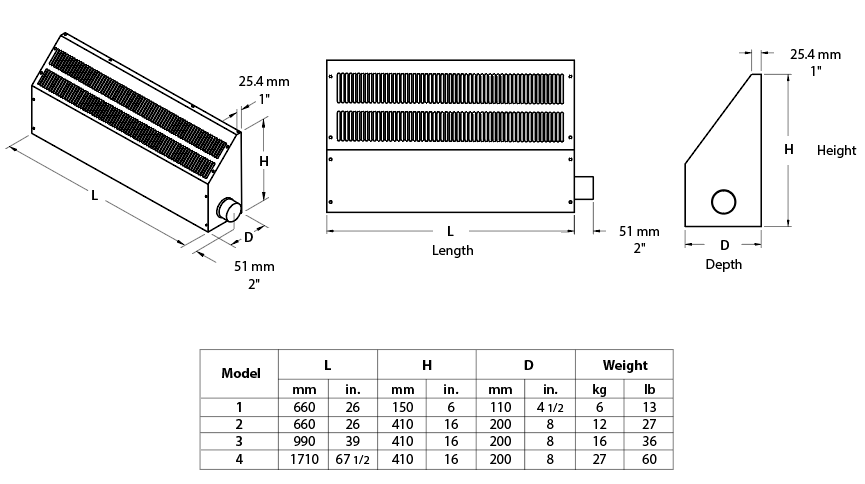 25.4 mm
1"
H
L
D
51 mm
2"
L
Length
51 mm
2"
25.4 mm
1"
H Height
D
Depth
Model L H D Weight
mm in. mm in. mm in. kg lb
1 660 26 150 6 110 4 1/2 6 13
2 660 26 410 16 200 8 12 27
3 990 39 410 16 200 8 16 36
4 1710 67 1/2 410 16 200 8 27 60